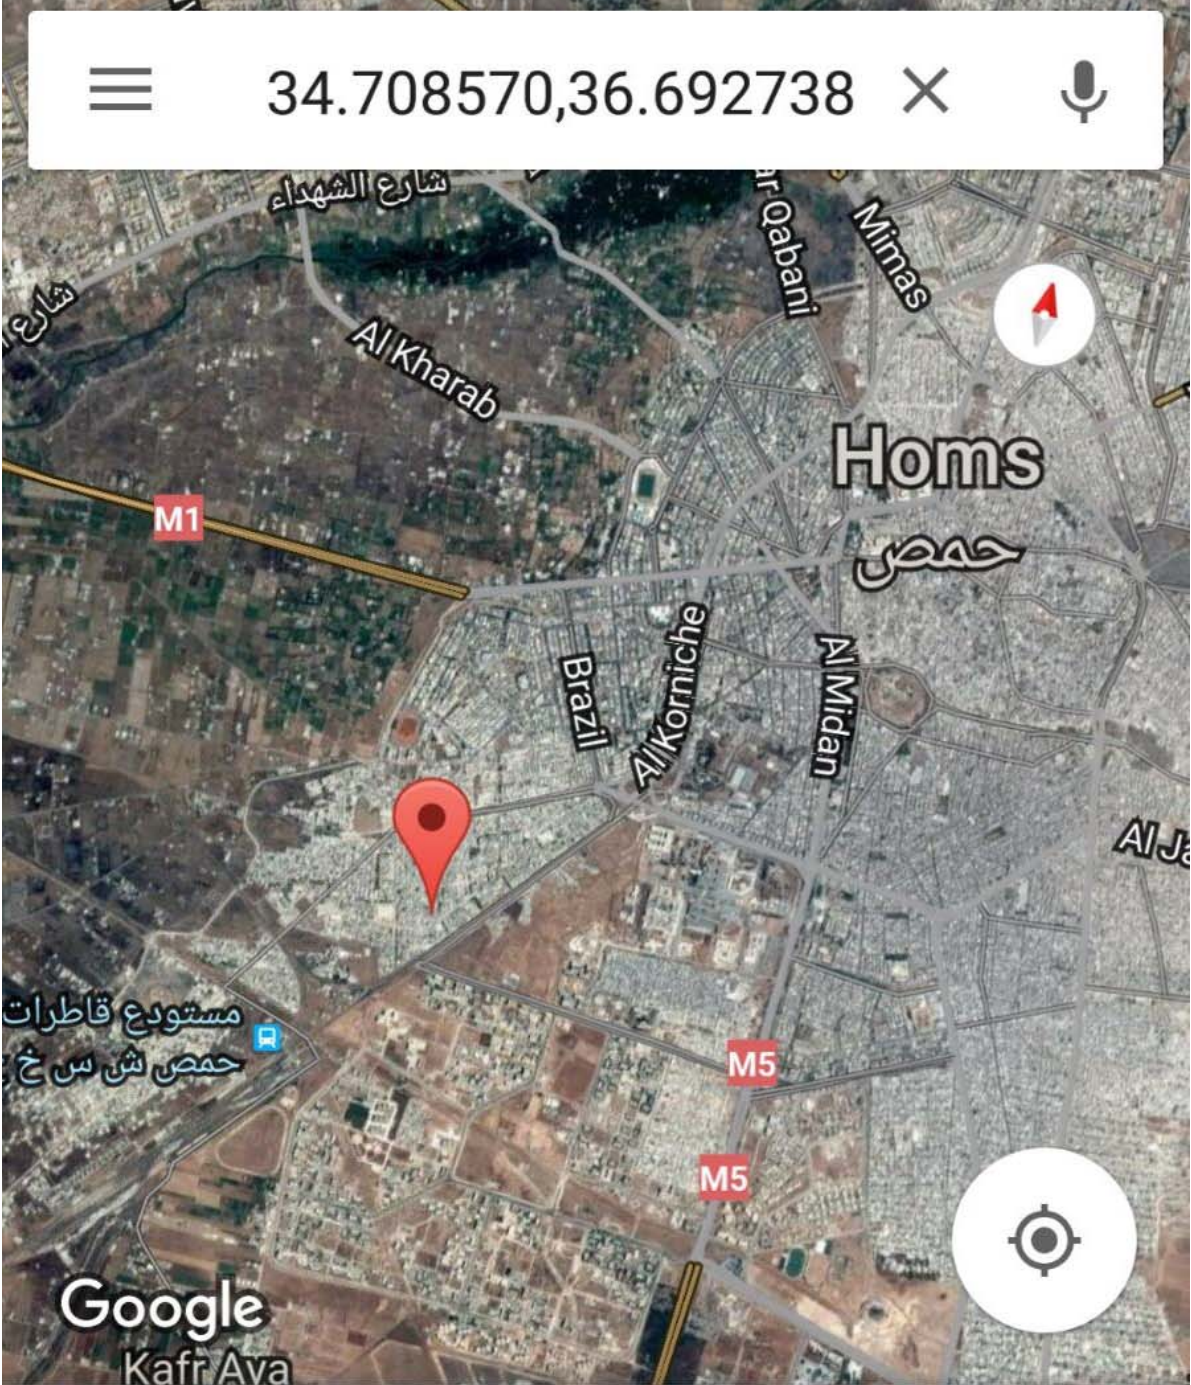 34.708570,36.692738
شارع الشهداء
ar Qabani
Mimas
شارع
Al Kharab
Homs
حمص
M1
Brazil
Al Korniche
Al Midan
Al Ja
مستودع قاطرات
حمص ش س خ
M5
M5
Google
Kafr Aya